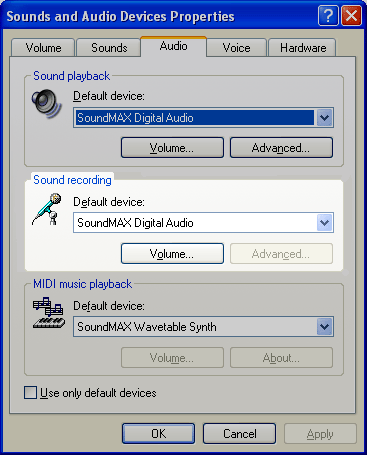 Sounds and Audio Devices Properties
Volume Sounds Audio Voice Hardware
Sound playback
Default device:
SoundMAX Digital Audio
Volume... Advanced...
Sound recording
Default device:
SoundMAX Digital Audio
Volume... Advanced...
MIDI music playback
Default device:
SoundMAX Wavetable Synth
Volume... About...
Use only default devices
OK Cancel Apply